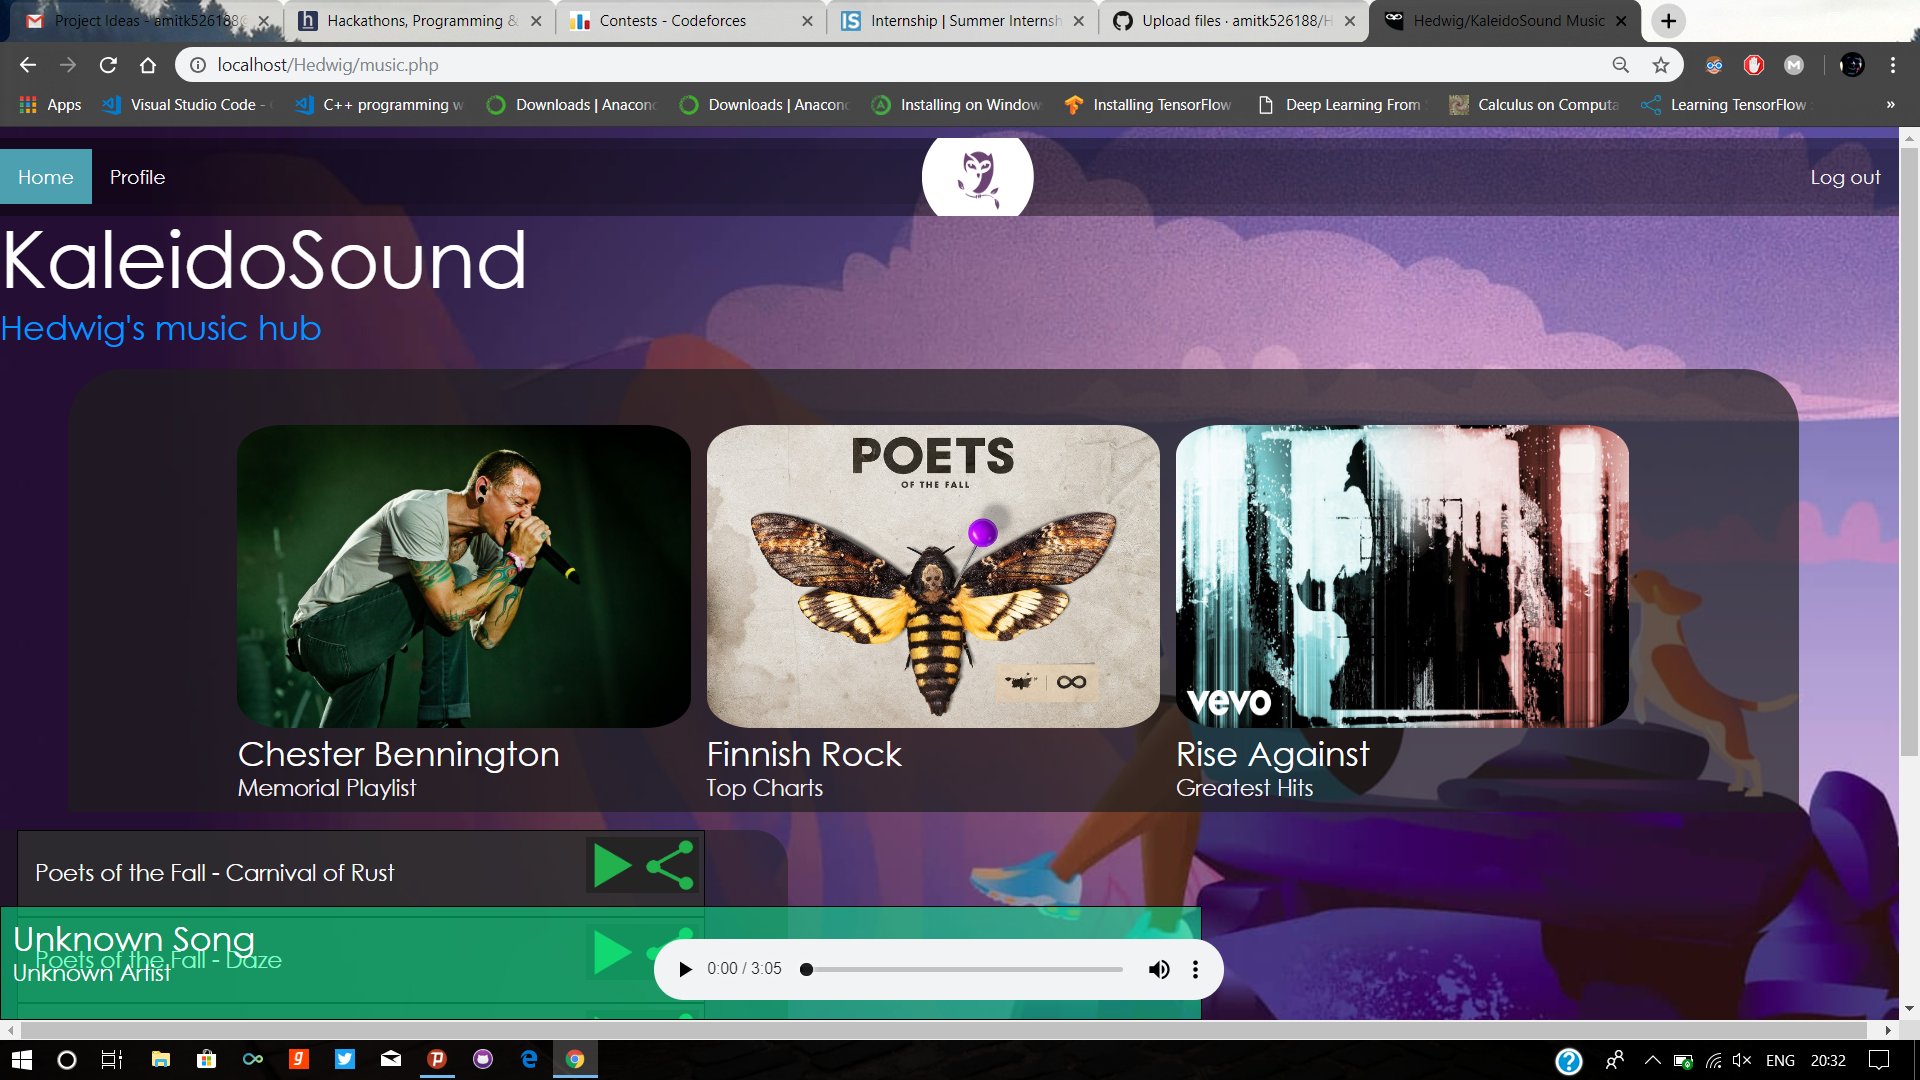 Project Ideas - amitk526188@
Hackathons, Programming &
Contests - Codeforces
Internship | Summer Internsh
Upload files · amitk526188/H
Hedwig/KaleidoSound Music
localhost/Hedwig/music.php
Apps
Visual Studio Code -
C++ programming w
Downloads | Anacon
Downloads | Anacon
Installing on Window
Installing TensorFlow
Deep Learning From
Calculus on Computa
Learning TensorFlow
»
Home
Profile
Log out
KaleidoSound
Hedwig's music hub
POETS
OF THE FALL
vevo
Chester Bennington
Memorial Playlist
Finnish Rock
Top Charts
Rise Against
Greatest Hits
Poets of the Fall - Carnival of Rust
Unknown Song
Poets of the Fall - Daze
Unknown Artist
0:00 / 3:05
ENG
20:32